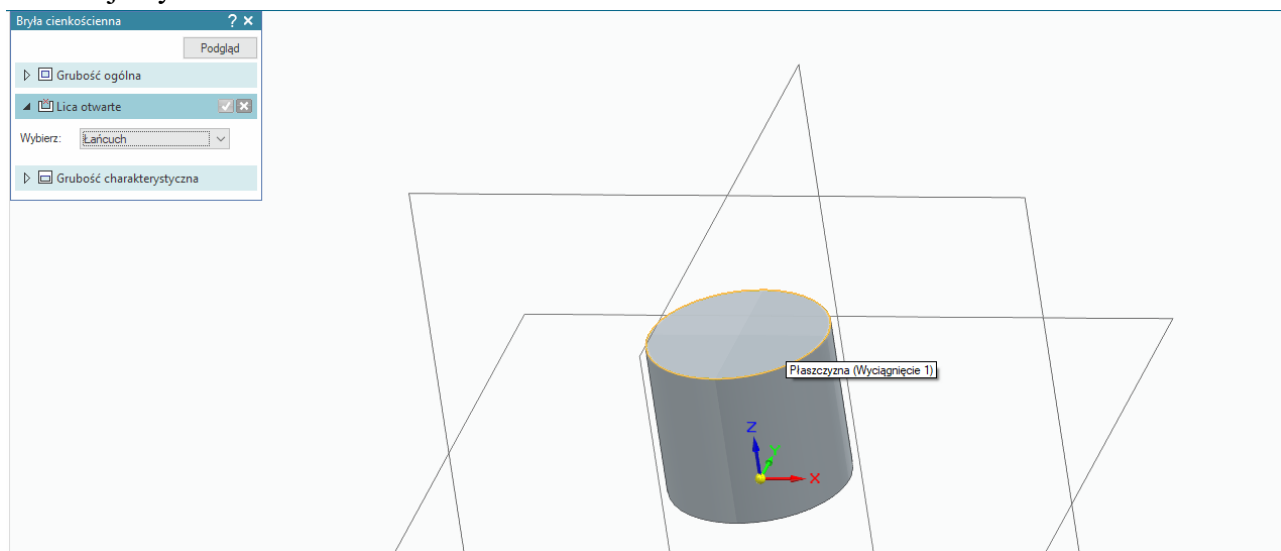 Bryła cienkościenna ? ×
Podgląd
Grubość ogólna
Lica otwarte
Wybierz: Łańcuch
Grubość charakterystyczna
Płaszczyzna (Wyciągnięcie 1)
Z
Y
X